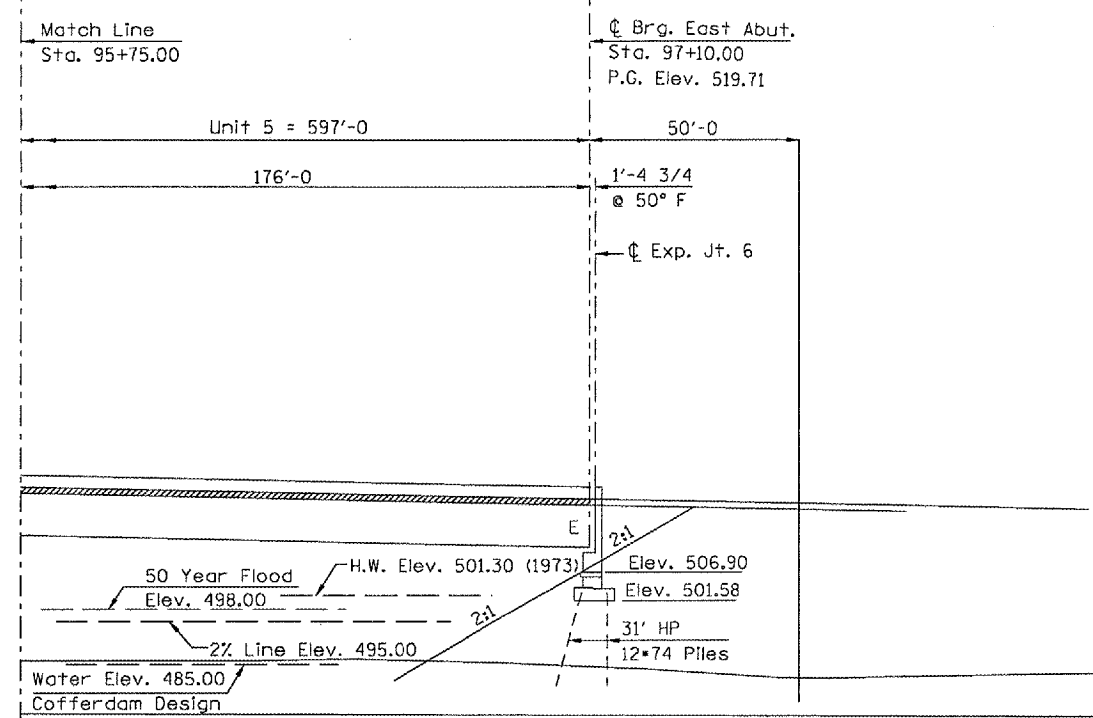 Match Line
Sta. 95+75.00
℄ Brg. East Abut.
Sta. 97+10.00
P.G. Elev. 519.71
Unit 5 = 597'-0
50'-0
176'-0
1'-4 3/4
@ 50° F
℄ Exp. Jt. 6
E
2:1
H.W. Elev. 501.30 (1973)
Elev. 506.90
50 Year Flood
Elev. 498.00
Elev. 501.58
2:1
31' HP
12*74 Piles
2% Line Elev. 495.00
Water Elev. 485.00
Cofferdam Design